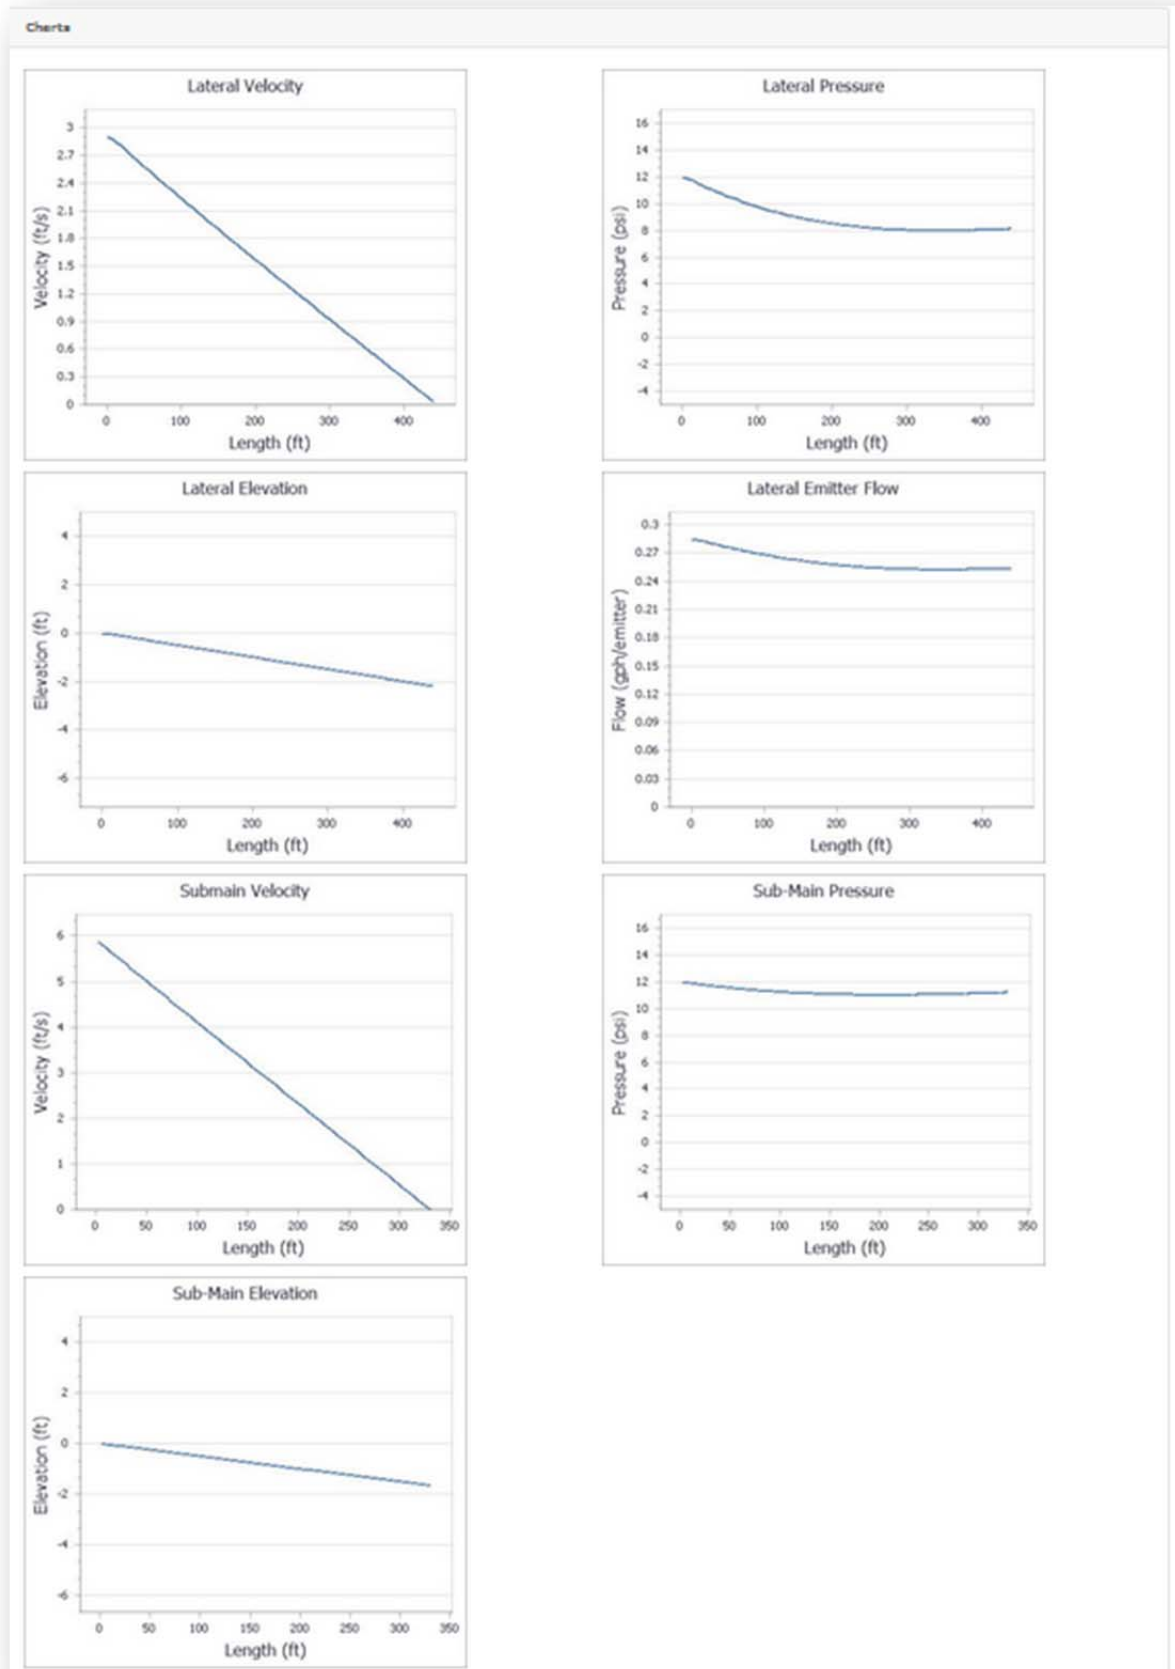 Charts
Lateral Velocity
3
2.7
2.4
2.1
1.8
1.5
1.2
0.9
0.6
0.3
0
Velocity (ft/s)
0 100 200 300 400
Length (ft)
Lateral Pressure
16
14
12
10
8
6
4
2
0
-2
-4
Pressure (psi)
0 100 200 300 400
Length (ft)
Lateral Elevation
4
2
0
-2
-4
-6
Elevation (ft)
0 100 200 300 400
Length (ft)
Lateral Emitter Flow
0.3
0.27
0.24
0.21
0.18
0.15
0.12
0.09
0.06
0.03
0
Flow (gph/emitter)
0 100 200 300 400
Length (ft)
Submain Velocity
6
5
4
3
2
1
0
Velocity (ft/s)
0 50 100 150 200 250 300 350
Length (ft)
Sub-Main Pressure
16
14
12
10
8
6
4
2
0
-2
-4
Pressure (psi)
0 50 100 150 200 250 300 350
Length (ft)
Sub-Main Elevation
4
2
0
-2
-4
-6
Elevation (ft)
0 50 100 150 200 250 300 350
Length (ft)